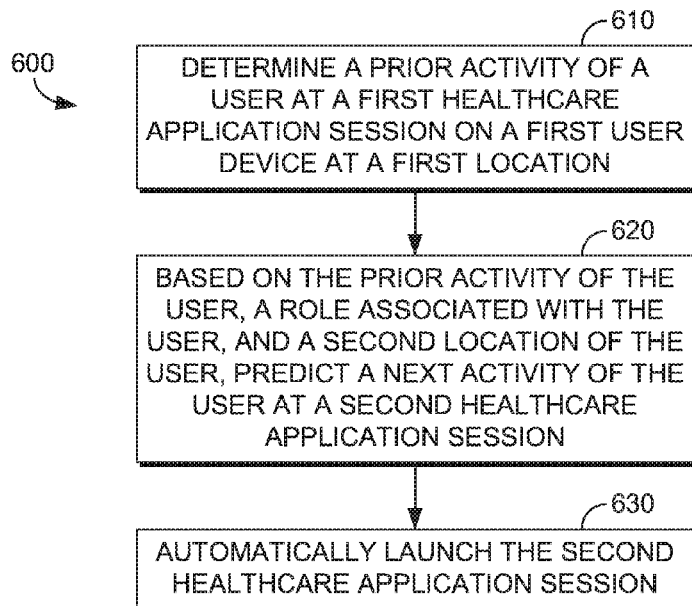 610
600
DETERMINE A PRIOR ACTIVITY OF A
USER AT A FIRST HEALTHCARE
APPLICATION SESSION ON A FIRST USER
DEVICE AT A FIRST LOCATION
620
BASED ON THE PRIOR ACTIVITY OF THE
USER, A ROLE ASSOCIATED WITH THE
USER, AND A SECOND LOCATION OF THE
USER, PREDICT A NEXT ACTIVITY OF THE
USER AT A SECOND HEALTHCARE
APPLICATION SESSION
630
AUTOMATICALLY LAUNCH THE SECOND
HEALTHCARE APPLICATION SESSION